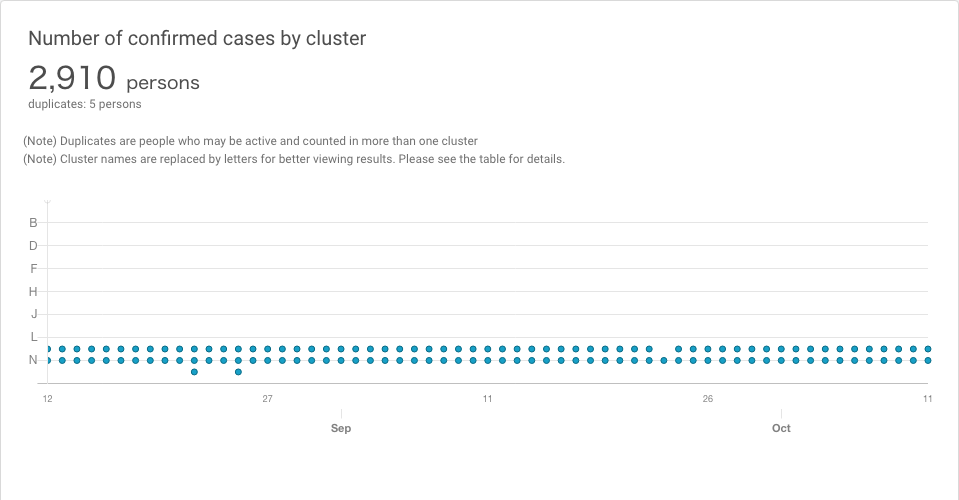 Number of confirmed cases by cluster
2,910 persons
duplicates: 5 persons
(Note) Duplicates are people who may be active and counted in more than one cluster
(Note) Cluster names are replaced by letters for better viewing results. Please see the table for details.
B
D
F
H
J
L
N
12 27 11 26 11
Sep Oct